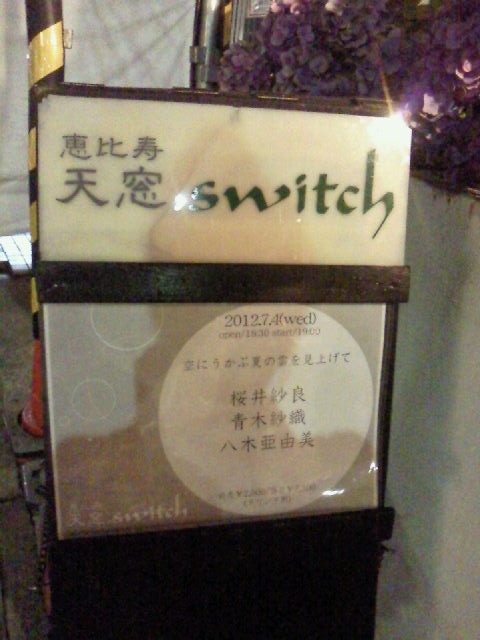 恵比寿
天窓 switch
2012.7.4(wed)
open/18:30 start/19:00
空にうかぶ夏の雲を見上げて
桜井紗良
青木紗織
八木亜由美
天窓 switch